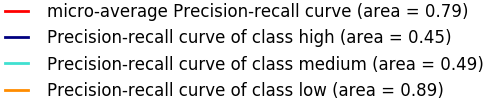 micro-average Precision-recall curve (area = 0.79)
Precision-recall curve of class high (area = 0.45)
Precision-recall curve of class medium (area = 0.49)
Precision-recall curve of class low (area = 0.89)